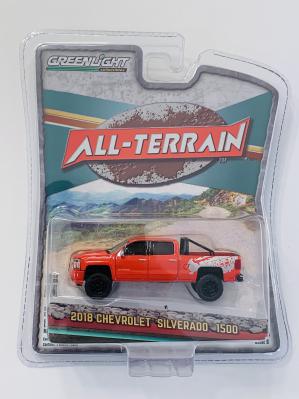 GREENLIGHT
ALL-TERRAIN
2018 CHEVROLET SILVERADO 1500